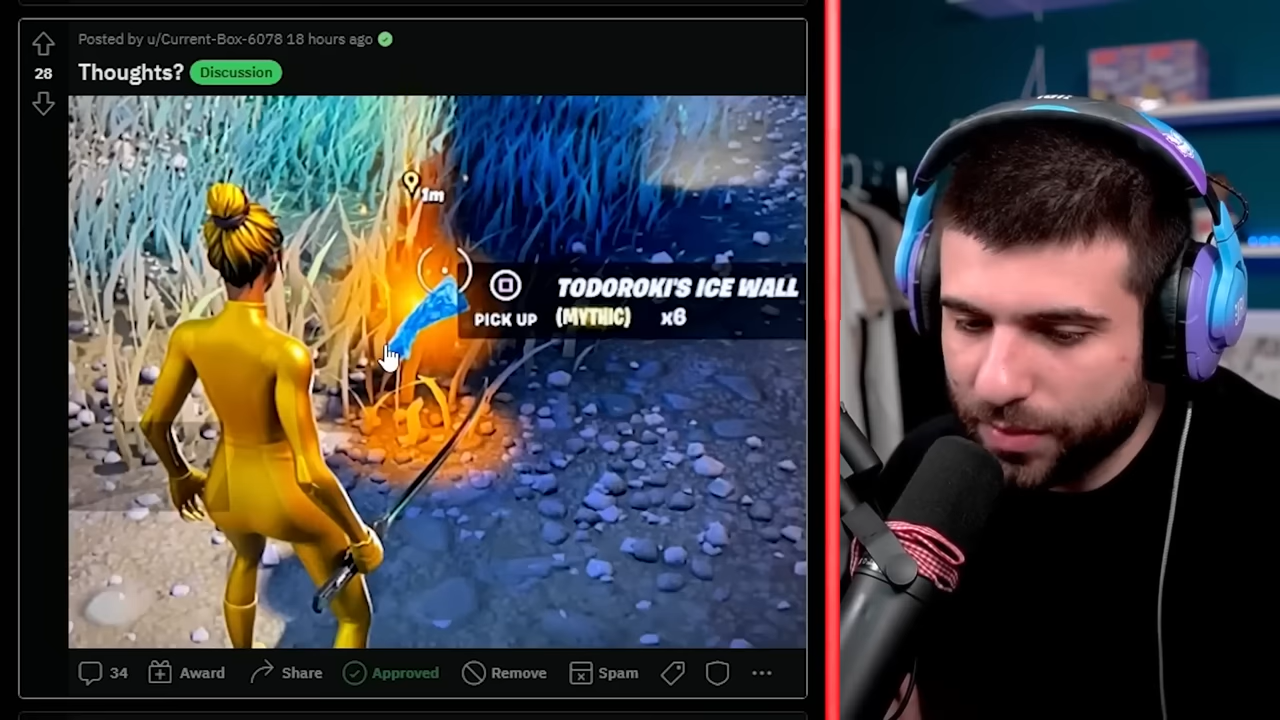 Posted by u/Current-Box-6078 18 hours ago
28
Thoughts? Discussion
1m
TODOROKI'S ICE WALL
PICK UP (MYTHIC) x6
34 Award Share Approved Remove Spam